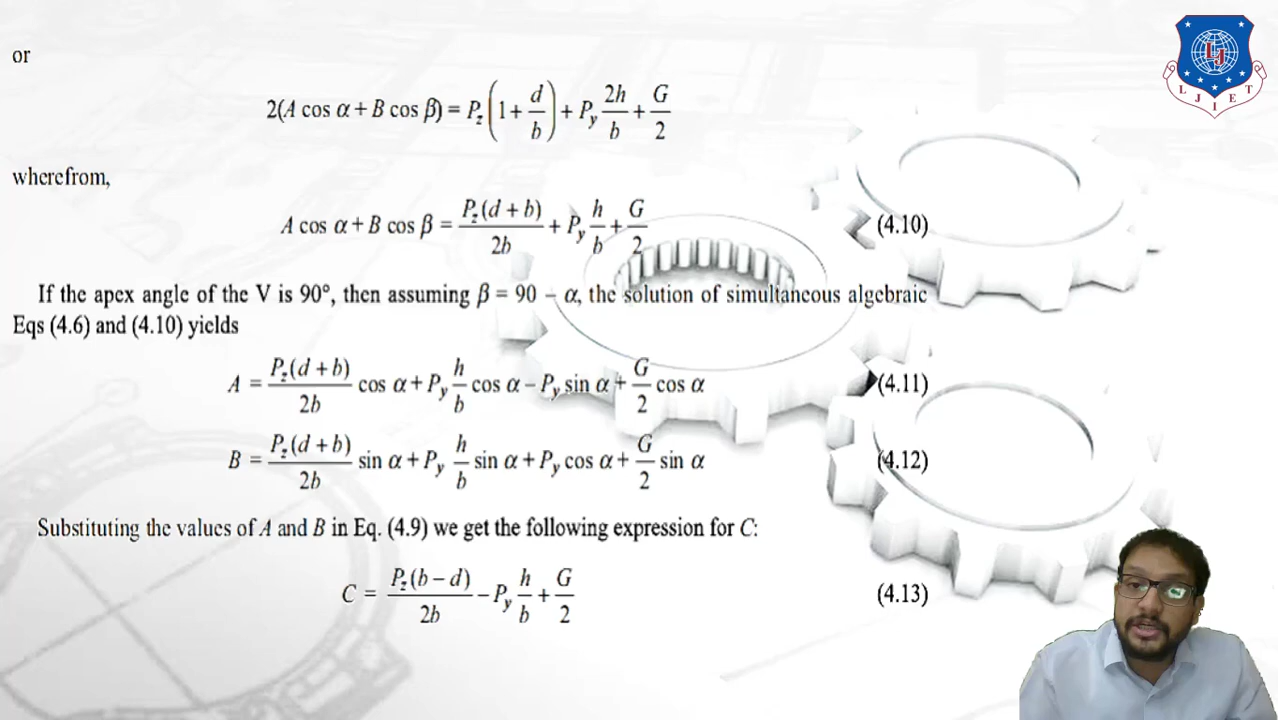 or
2(A cos α + B cos β) = P_z(1 + d/b) + P_y 2h/b + G/2
wherefrom,
A cos α + B cos β = P_z(d + b)/2b + P_y h/b + G/2 (4.10)
If the apex angle of the V is 90°, then assuming β = 90 – α, the solution of simultaneous algebraic
Eqs (4.6) and (4.10) yields
A = P_z(d + b)/2b cos α + P_y h/b cos α – P_y sin α + G/2 cos α (4.11)
B = P_z(d + b)/2b sin α + P_y h/b sin α + P_y cos α + G/2 sin α (4.12)
Substituting the values of A and B in Eq. (4.9) we get the following expression for C:
C = P_z(b – d)/2b – P_y h/b + G/2 (4.13)
LJ
LJIET